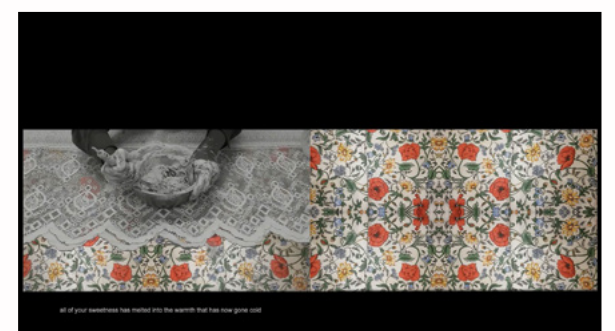 all of your sweetness has melted into the warmth that has now gone cold